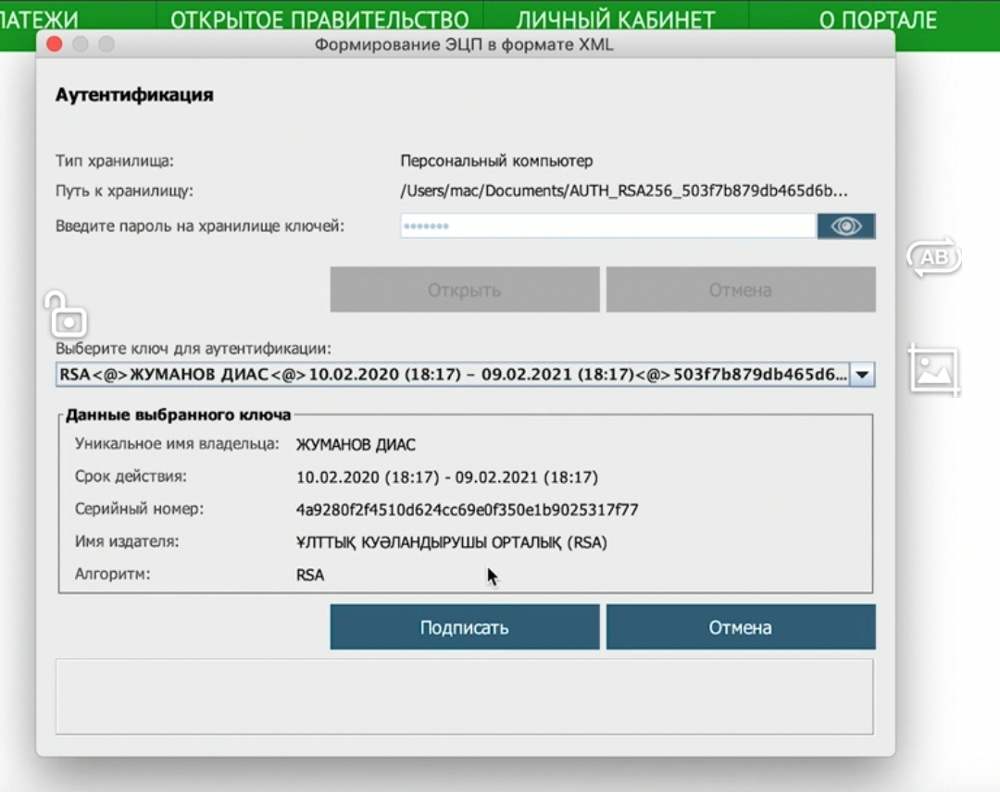 ЛАТЕЖИ ОТКРЫТОЕ ПРАВИТЕЛЬСТВО ЛИЧНЫЙ КАБИНЕТ О ПОРТАЛЕ
Формирование ЭЦП в формате XML
Аутентификация
Тип хранилища: Персональный компьютер
Путь к хранилищу: /Users/mac/Documents/AUTH_RSA256_503f7b879db465d6b...
Введите пароль на хранилище ключей: •••••••
Открыть Отмена
AB
Выберите ключ для аутентификации:
RSA<@>ЖУМАНОВ ДИАС<@>10.02.2020 (18:17) – 09.02.2021 (18:17)<@>503f7b879db465d6...
Данные выбранного ключа
Уникальное имя владельца: ЖУМАНОВ ДИАС
Срок действия: 10.02.2020 (18:17) - 09.02.2021 (18:17)
Серийный номер: 4a9280f2f4510d624cc69e0f350e1b9025317f77
Имя издателя: ҰЛТТЫҚ КУӘЛАНДЫРУШЫ ОРТАЛЫҚ (RSA)
Алгоритм: RSA
Подписать Отмена